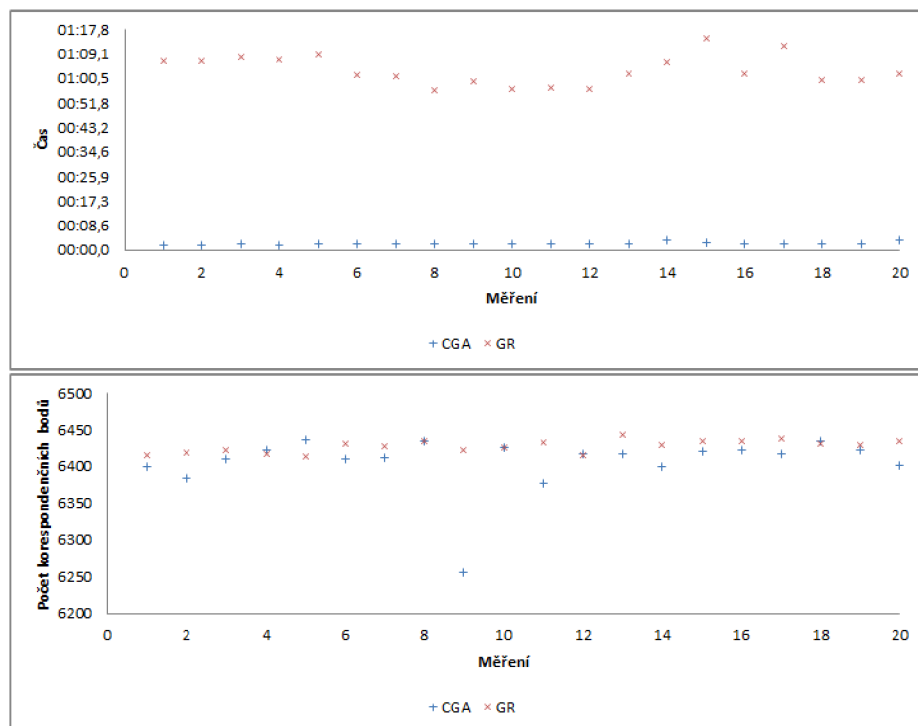 01:17,8
01:09,1
01:00,5
00:51,8
00:43,2
00:34,6
00:25,9
00:17,3
00:08,6
00:00,0
Čas
0 2 4 6 8 10 12 14 16 18 20
Měření
CGA GR
6500
6450
6400
6350
6300
6250
6200
Počet korespondenčních bodů
0 2 4 6 8 10 12 14 16 18 20
Měření
CGA GR